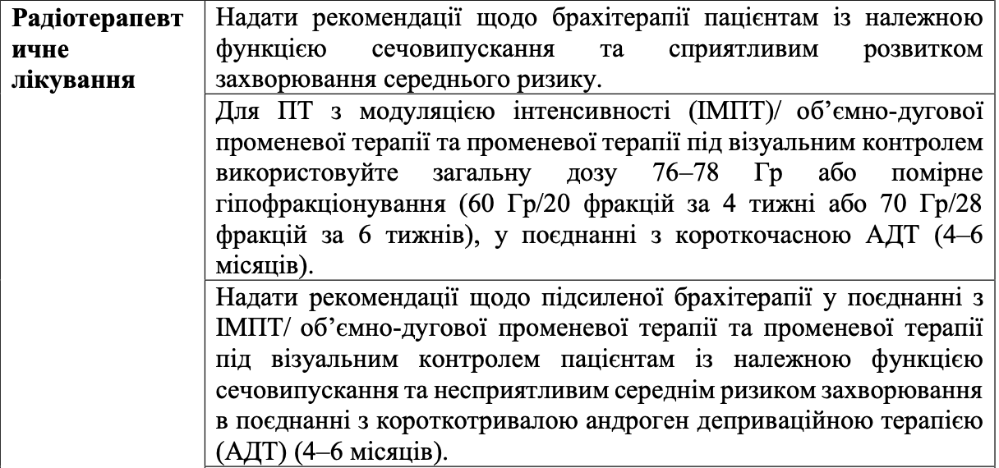 Радіотерапевт
ичне
лікування
Надати рекомендації щодо брахітерапії пацієнтам із належною
функцією сечовипускання та сприятливим розвитком
захворювання середнього ризику.
Для ПТ з модуляцією інтенсивності (ІМПТ)/ об’ємно-дугової
променевої терапії та променевої терапії під візуальним контролем
використовуйте загальну дозу 76–78 Гр або помірне
гіпофракціонування (60 Гр/20 фракцій за 4 тижні або 70 Гр/28
фракцій за 6 тижнів), у поєднанні з короткочасною АДТ (4–6
місяців).
Надати рекомендації щодо підсиленої брахітерапії у поєднанні з
ІМПТ/ об’ємно-дугової променевої терапії та променевої терапії
під візуальним контролем пацієнтам із належною функцією
сечовипускання та несприятливим середнім ризиком захворювання
в поєднанні з короткотривалою андроген деприваційною терапією
(АДТ) (4–6 місяців).